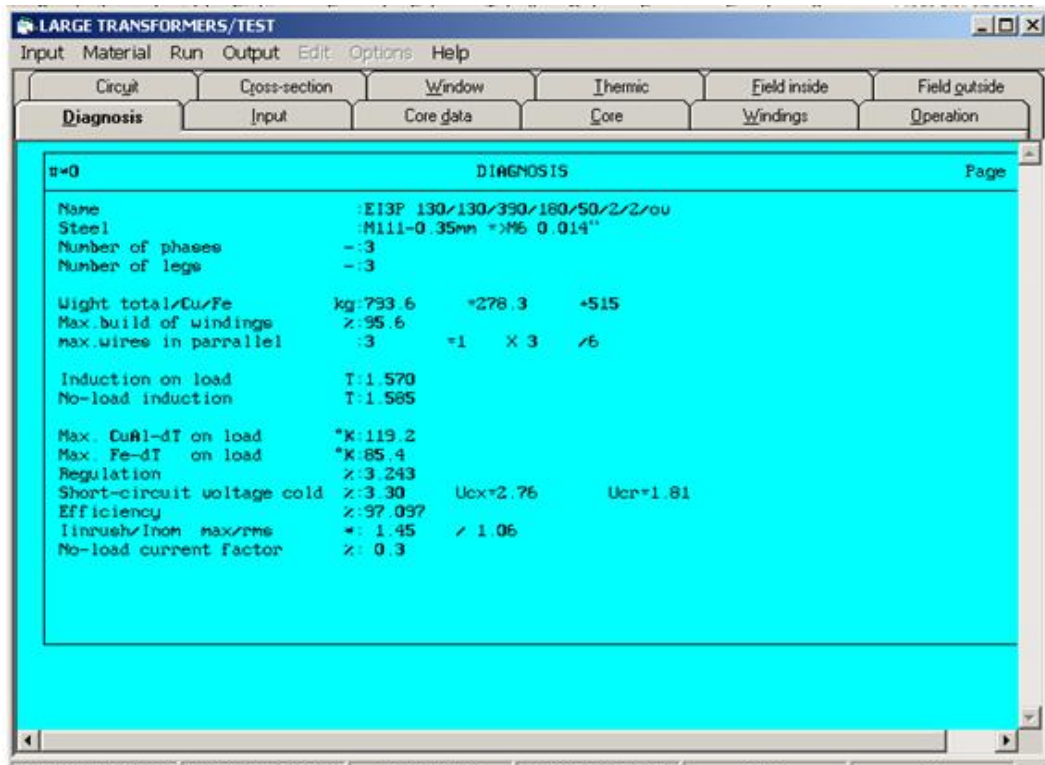 LARGE TRANSFORMERS/TEST
Input Material Run Output Edit Options Help
Circuit Cross-section Window Thermic Field inside Field outside
Diagnosis Input Core data Core Windings Operation
¤=0 DIAGNOSIS Page
Name :EI3P 130/130/390/180/50/2/2/ou
Steel :M111-0.35mm =>M6 0.014"
Number of phases -:3
Number of legs -:3
Wight total/Cu/Fe kg:793.6 =278.3 +515
Max.build of windings %:95.6
max.wires in parrallel :3 =1 X 3 /6
Induction on load T:1.570
No-load induction T:1.585
Max. CuAl-dT on load °K:119.2
Max. Fe-dT on load °K:85.4
Regulation %:3.243
Short-circuit voltage cold %:3.30 Ucx=2.76 Ucr=1.81
Efficiency %:97.097
Iinrush/Inom max/rms =: 1.45 / 1.06
No-load current factor %: 0.3